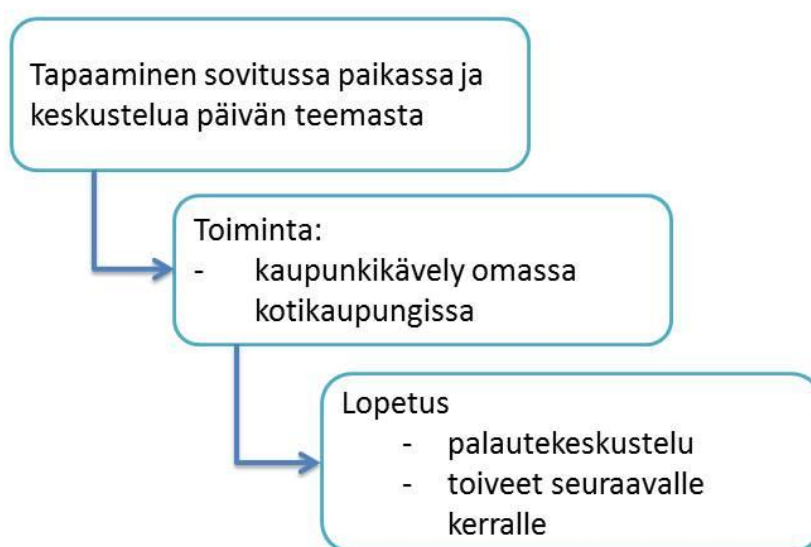 Tapaaminen sovitussa paikassa ja
keskustelua päivän teemasta
Toiminta:
- kaupunkikävely omassa
kotikaupungissa
Lopetus
- palautekeskustelu
- toiveet seuraavalle
kerralle